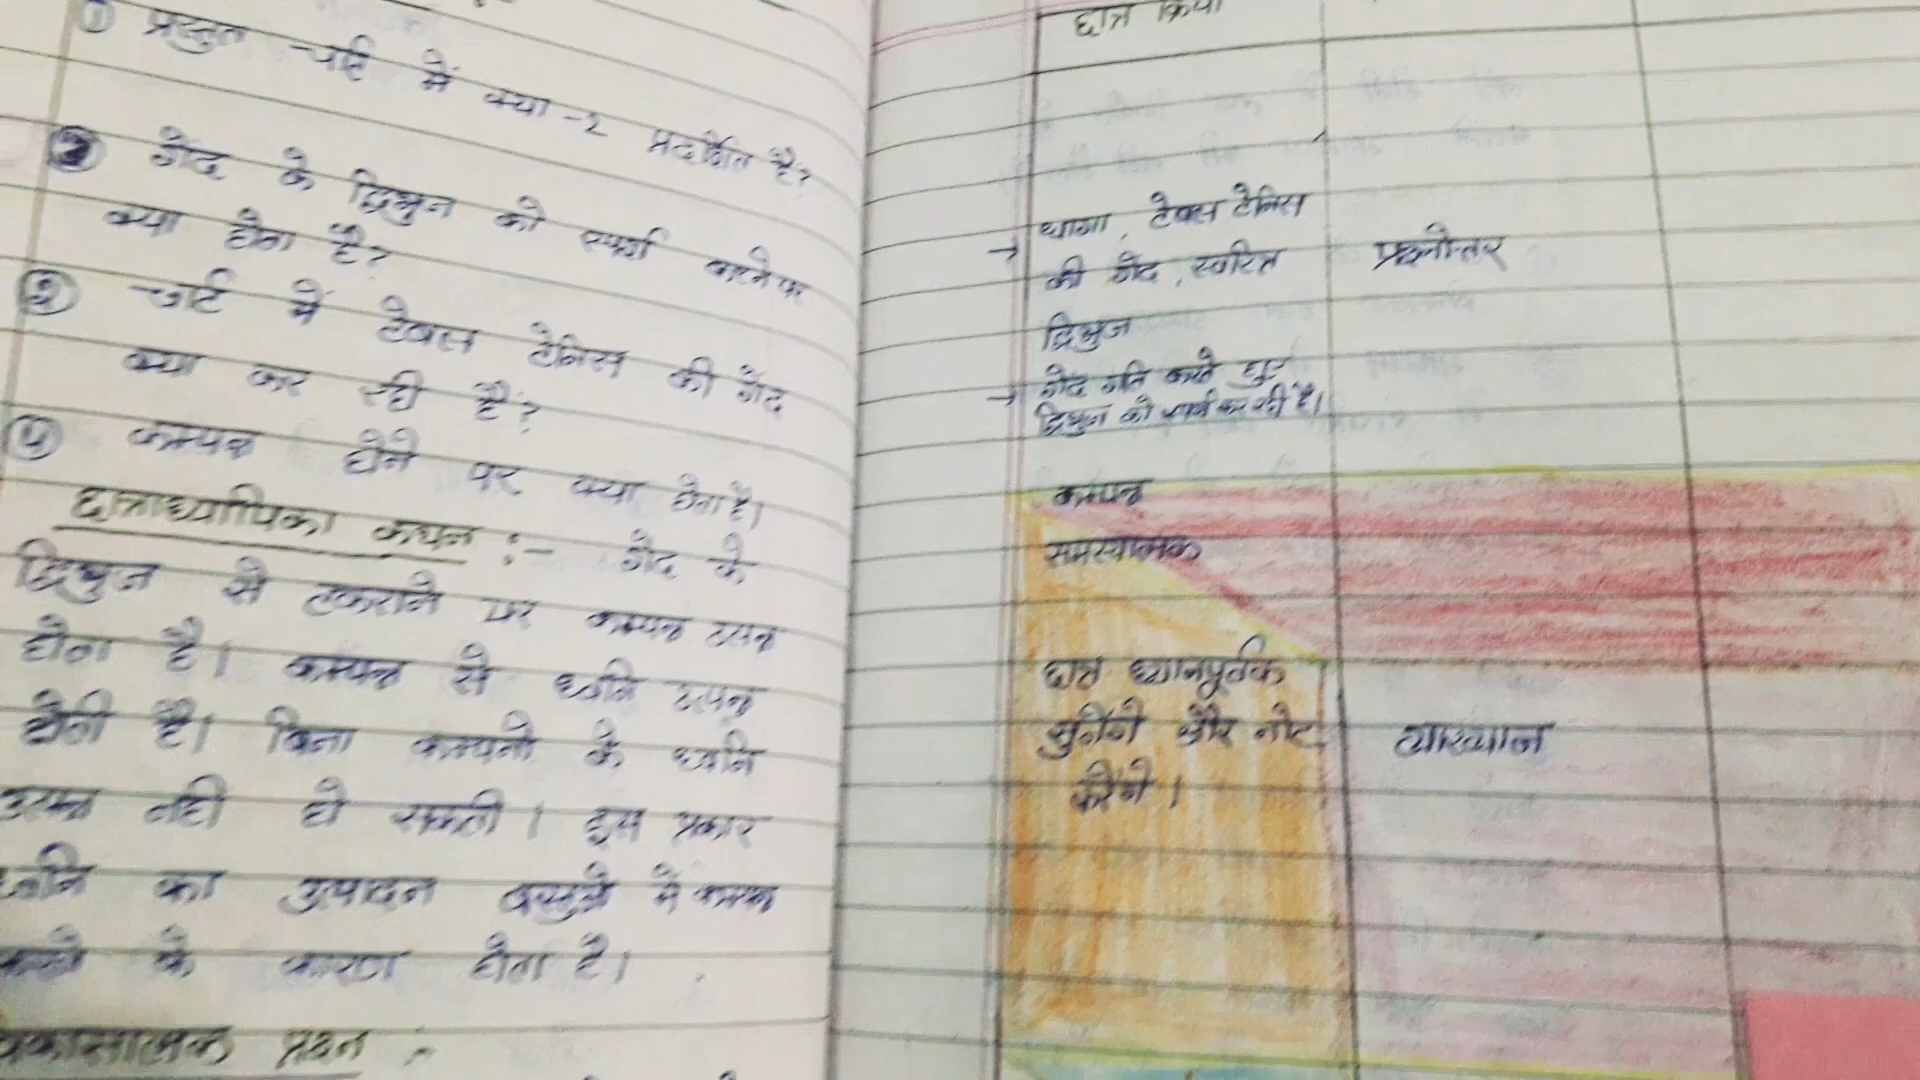 ① प्रस्तुत चार्ट में क्या-2 प्रदर्शित है?
② गेंद के द्विभुज को स्पर्श करने पर
क्या होता है?
③ चार्ट में टेबल टेनिस की गेंद
क्या कर रही है?
④ कम्पन होने पर क्या होता है।
छात्राध्यापिका कथन :- गेंद के
द्विभुज से टकराने पर कम्पन उत्पन्न
होता है। कम्पन्न से ध्वनि उत्पन्न
होती है। बिना कम्पनो के ध्वनि
उत्पन्न नही हो सकती। इस प्रकार
ध्वनि का उत्पादन वस्तुओ में कम्पन्न
करने के कारण होता है।
विकासात्मक प्रश्न :-
छात्र क्रिया
→ धागा, टेबल टेनिस
की गेंद, स्वरित प्रश्नोत्तर
द्विभुज
→ गेंद गति करते हुए
द्विभुज को स्पर्श कर रही है।
कम्पन्न
समस्यात्मक
छात्र ध्यानपूर्वक
सुनेंगे और नोट व्याख्यान
करेंगे।